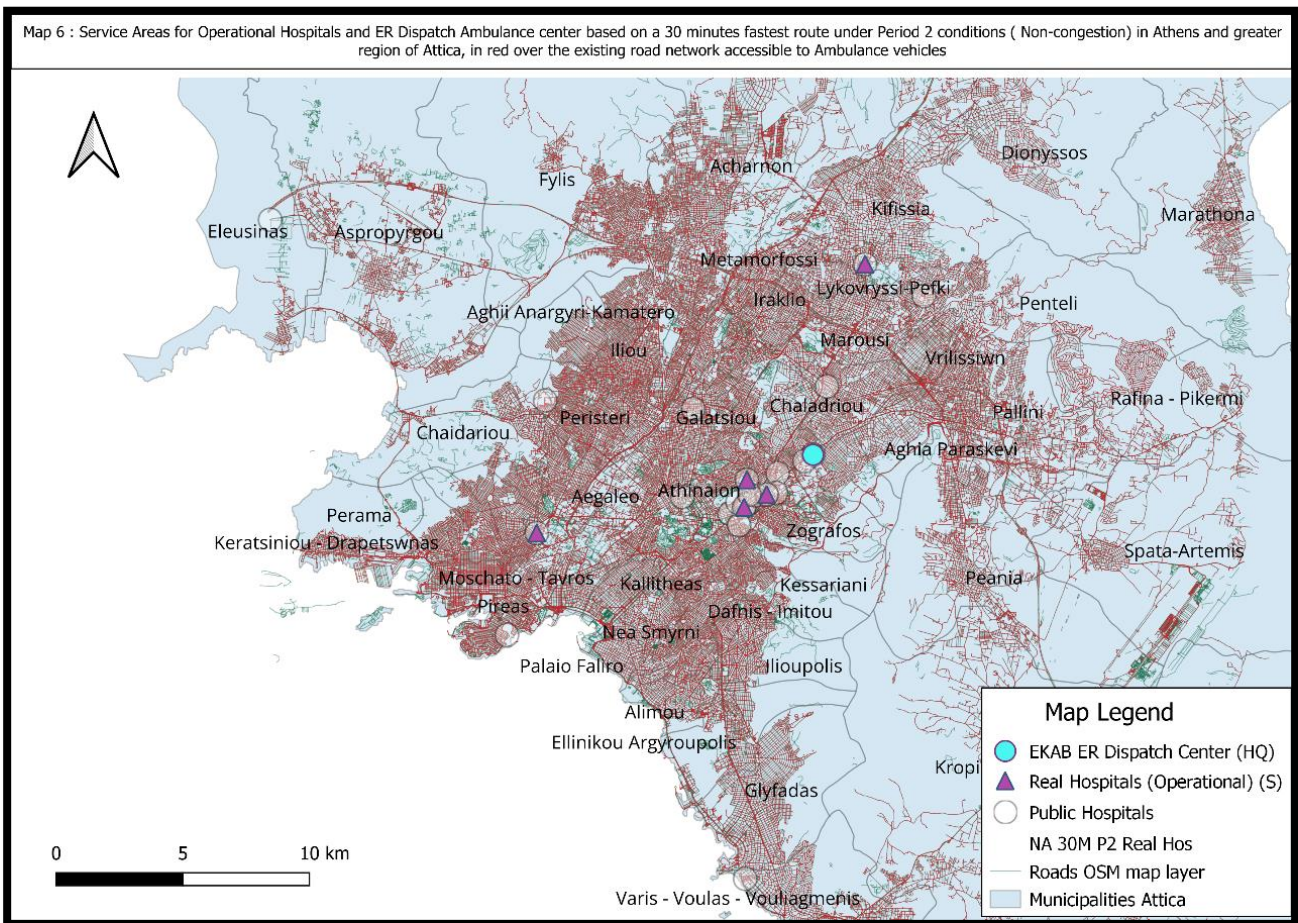 Map 6 : Service Areas for Operational Hospitals and ER Dispatch Ambulance center based on a 30 minutes fastest route under Period 2 conditions ( Non-congestion) in Athens and greater
region of Attica, in red over the existing road network accessible to Ambulance vehicles
Dionyssos
Acharnon
Fylis
Kifissia
Marathona
Eleusinas
Aspropyrgou
Metamorfossi
Lykovryssi-Pefki
Iraklio
Penteli
Aghii Anargyri-Kamatero
Marousi
Iliou
Vrilissiwn
Rafina - Pikermi
Chaladriou
Pallini
Galatsiou
Peristeri
Chaidariou
Aghia Paraskevi
Athinaion
Aegaleo
Perama
Zografos
Keratsiniou - Drapetswnas
Spata-Artemis
Moschato - Tavros
Kallitheas
Kessariani
Peania
Pireas
Dafnis - Imitou
Nea Smyrni
Palaio Faliro
Ilioupolis
Alimou
Ellinikou Argyroupolis
Kropi
Glyfadas
Varis - Voulas - Vouliagmenis
0 5 10 km
Map Legend
EKAB ER Dispatch Center (HQ)
Real Hospitals (Operational) (S)
Public Hospitals
NA 30M P2 Real Hos
Roads OSM map layer
Municipalities Attica